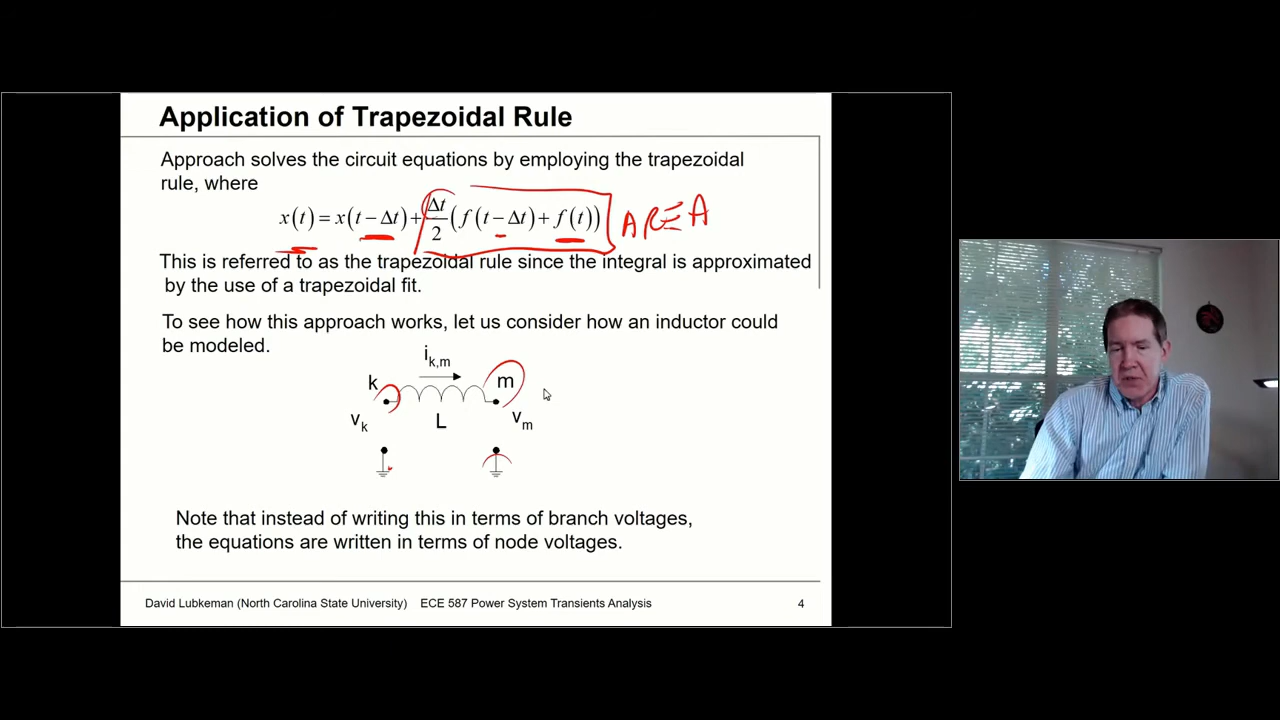 Application of Trapezoidal Rule
Approach solves the circuit equations by employing the trapezoidal
rule, where
x(t) = x(t − Δt) + Δt/2 (f(t − Δt) + f(t))
AREA
This is referred to as the trapezoidal rule since the integral is approximated
by the use of a trapezoidal fit.
To see how this approach works, let us consider how an inductor could
be modeled.
i k,m
k
m
v k
L
v m
Note that instead of writing this in terms of branch voltages,
the equations are written in terms of node voltages.
David Lubkeman (North Carolina State University) ECE 587 Power System Transients Analysis 4